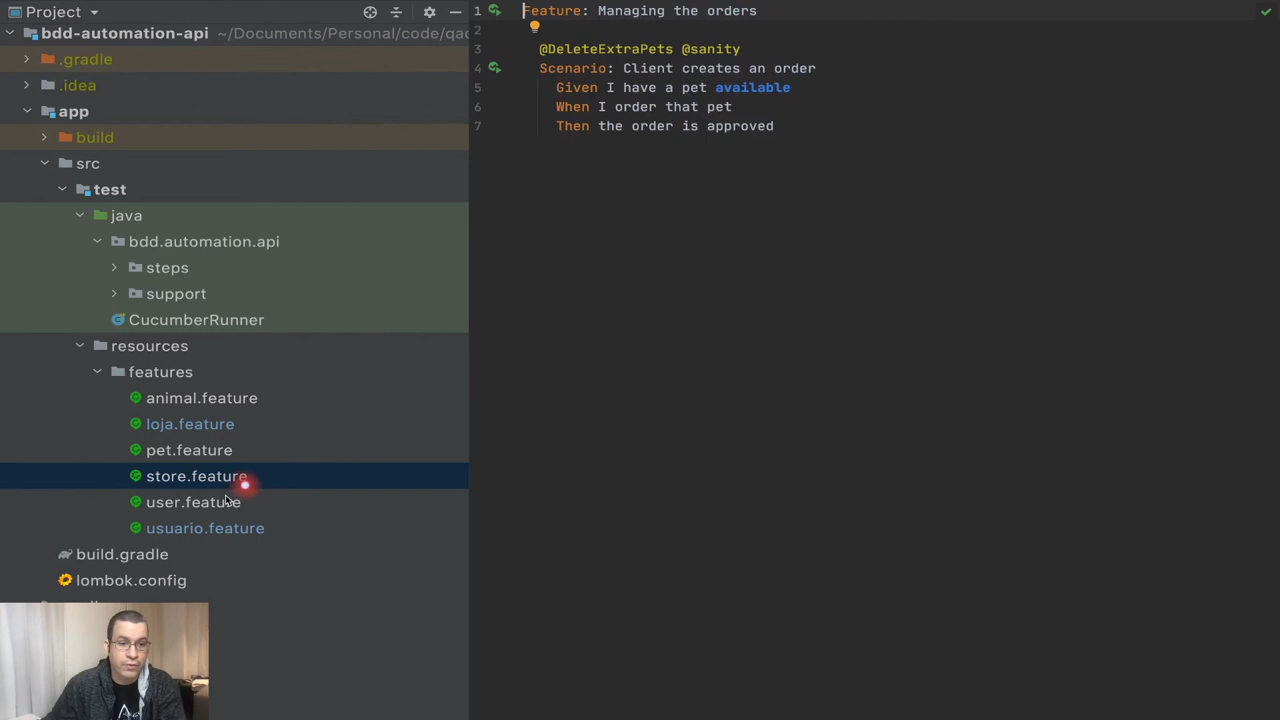 Project
bdd-automation-api ~/Documents/Personal/code/qac
.gradle
.idea
app
build
src
test
java
bdd.automation.api
steps
support
CucumberRunner
resources
features
animal.feature
loja.feature
pet.feature
store.feature
user.feature
usuario.feature
build.gradle
lombok.config
1 Feature: Managing the orders
2
3 @DeleteExtraPets @sanity
4 Scenario: Client creates an order
5 Given I have a pet available
6 When I order that pet
7 Then the order is approved